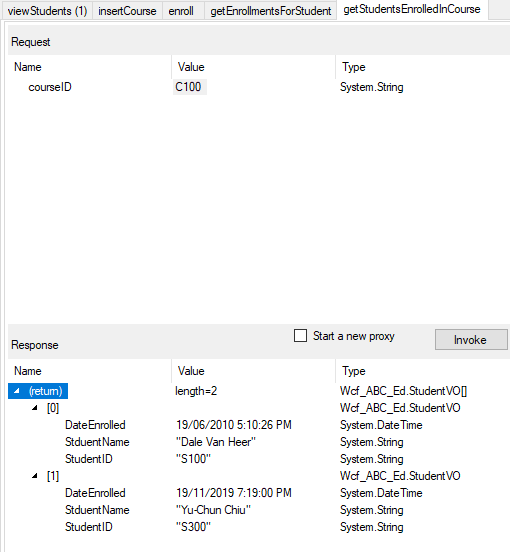 viewStudents (1) insertCourse enroll getEnrollmentsForStudent getStudentsEnrolledInCourse
Request
Name Value Type
courseID C100 System.String
Start a new proxy Invoke
Response
Name Value Type
(return) length=2 Wcf_ABC_Ed.StudentVO[]
[0] Wcf_ABC_Ed.StudentVO
DateEnrolled 19/06/2010 5:10:26 PM System.DateTime
StduentName "Dale Van Heer" System.String
StudentID "S100" System.String
[1] Wcf_ABC_Ed.StudentVO
DateEnrolled 19/11/2019 7:19:00 PM System.DateTime
StduentName "Yu-Chun Chiu" System.String
StudentID "S300" System.String